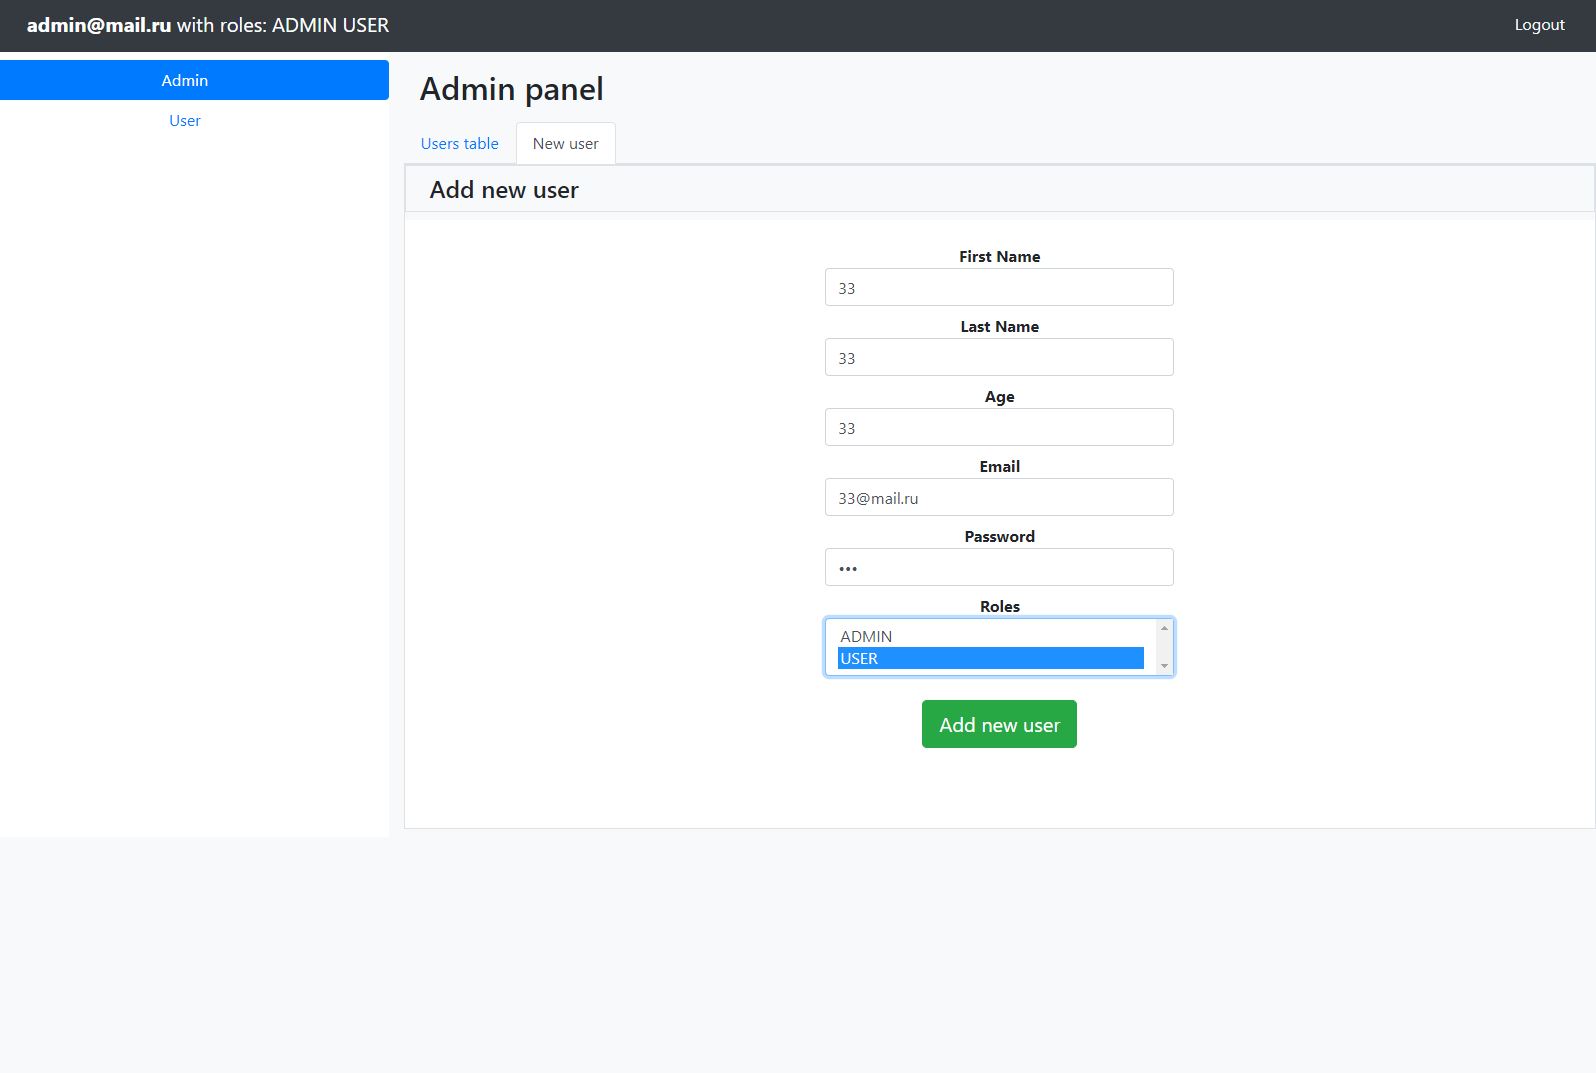 admin@mail.ru with roles: ADMIN USER
Logout
Admin
User
Admin panel
Users table
New user
Add new user
First Name
33
Last Name
33
Age
33
Email
33@mail.ru
Password
•••
Roles
ADMIN
USER
Add new user